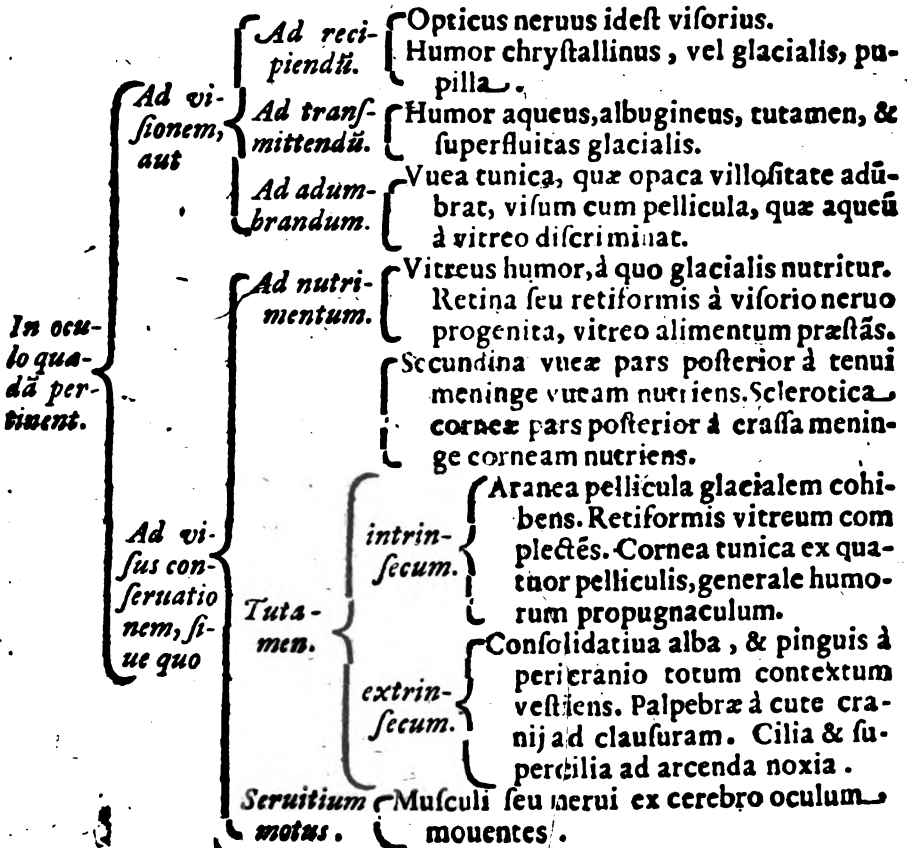 In ocu-
lo qua-
dã per-
tinent.
Ad vi-
ſionem,
aut
Ad reci-
piendũ.
Opticus neruus ideſt viſorius.
Humor chryſtallinus, vel glacialis, pu-
pilla.
Ad tranſ-
mittendũ.
Humor aqueus, albugineus, tutamen, &
ſuperfluitas glacialis.
Ad adum-
brandum.
Vuea tunica, quæ opaca villoſitate adũ-
brat, viſum cum pellicula, quæ aqueũ
à vitreo diſcriminat.
Ad vi-
ſus con-
ſeruatio
nem, ſi-
ue quo
Ad nutri-
mentum.
Vitreus humor, à quo glacialis nutritur.
Retina ſeu retiformis à viſorio neruo
progenita, vitreo alimentum præſtãs.
Secundina vueæ pars poſterior à tenui
meninge vueam nutriens. Sclerotica
corneæ pars poſterior à craſſa menin-
ge corneam nutriens.
Tuta-
men.
intrin-
ſecum.
Aranea pellicula glacialem cohi-
bens. Retiformis vitreum com
plectẽs. Cornea tunica ex qua-
tuor pelliculis, generale humo-
rum propugnaculum.
extrin-
ſecum.
Conſolidatiua alba, & pinguis à
pericranio totum contextum
veſtiens. Palpebræ à cute cra-
nij ad clauſuram. Cilia & ſu-
percilia ad arcenda noxia.
Seruitium
motus.
Muſculi ſeu nerui ex cerebro oculum
mouentes.